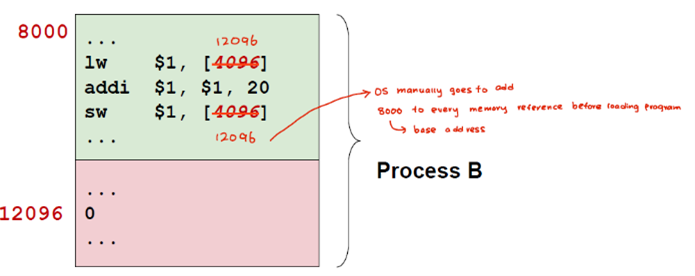 8000
...
12096
lw $1, [4096]
addi $1, $1, 20
sw $1, [4096]
12096
...
OS manually goes to add
8000 to every memory reference before loading program
base address
Process B
...
12096 0
...